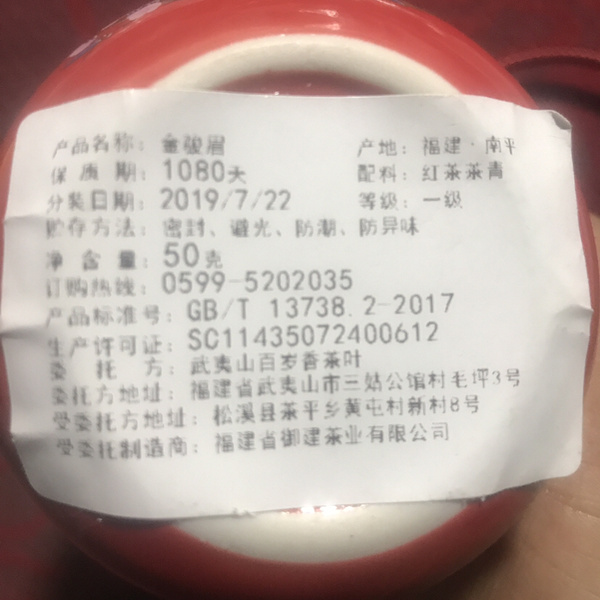 产品名称: 金骏眉 产地: 福建·南平
保质期: 1080天 配料: 红茶茶青
分装日期: 2019/7/22 等级: 一级
贮存方法: 密封、避光、防潮、防异味
净含量: 50克
订购热线: 0599-5202035
产品标准号: GB/T 13738.2-2017
生产许可证: SC11435072400612
委托方: 武夷山百岁香茶叶
委托方地址: 福建省武夷山市三姑公馆村毛坪3号
受委托方地址: 松溪县茶平乡黄屯村新村8号
受委托制造商: 福建省御建茶业有限公司